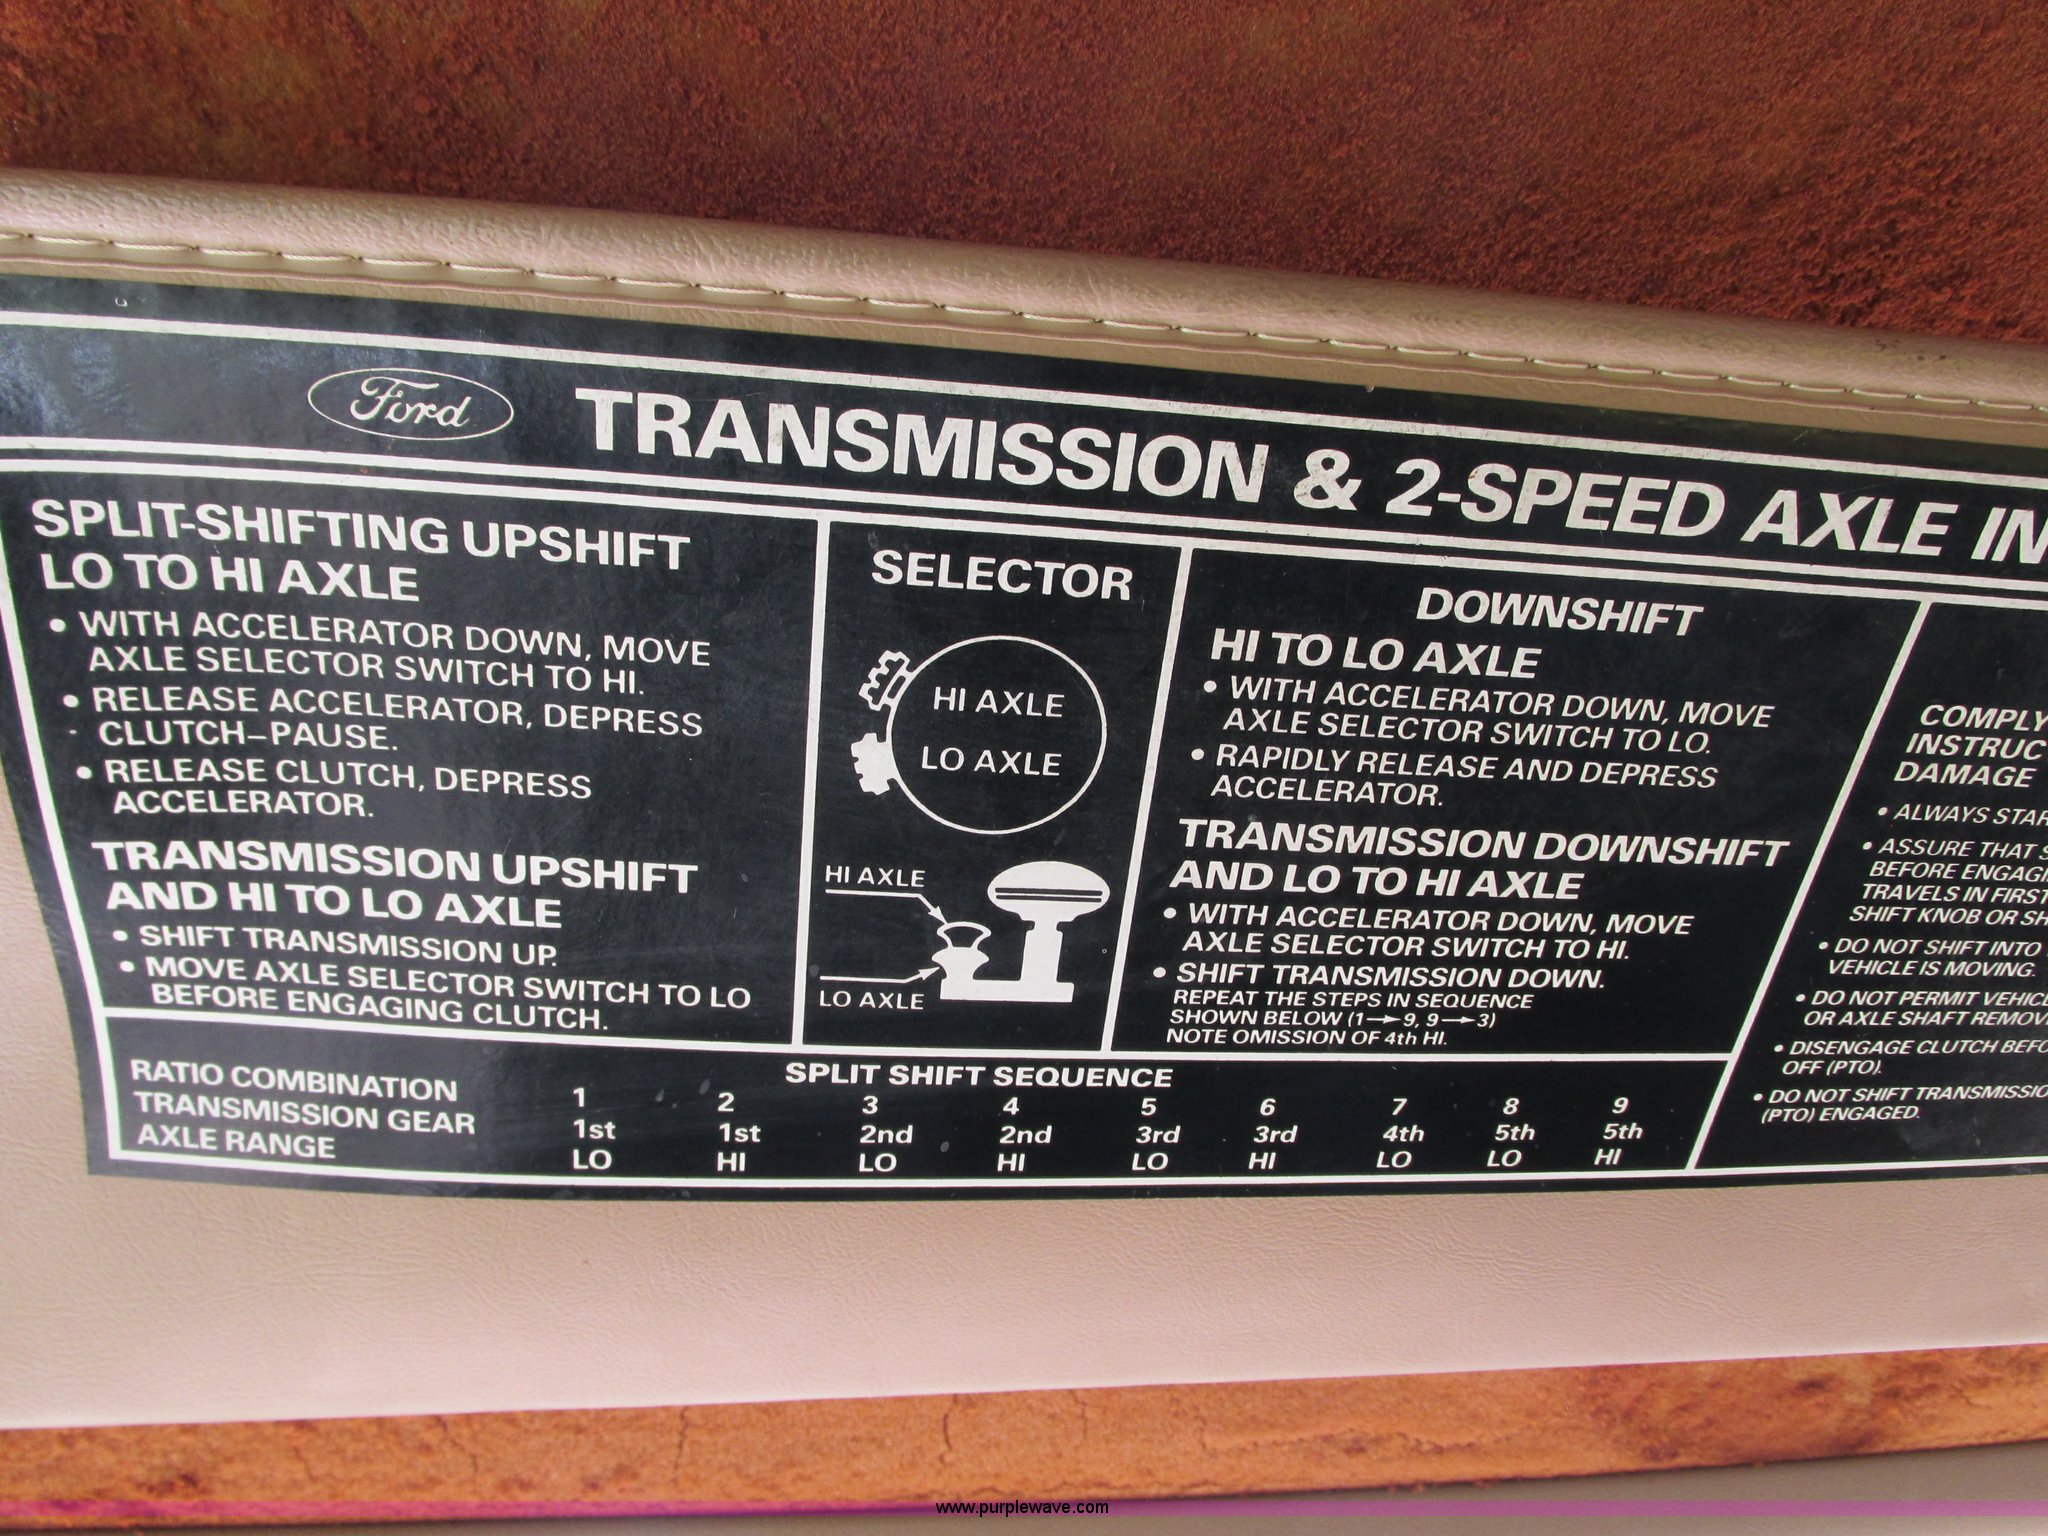 Ford
TRANSMISSION & 2-SPEED AXLE IN
SPLIT-SHIFTING UPSHIFT
LO TO HI AXLE
• WITH ACCELERATOR DOWN, MOVE
AXLE SELECTOR SWITCH TO HI.
• RELEASE ACCELERATOR, DEPRESS
CLUTCH–PAUSE.
• RELEASE CLUTCH, DEPRESS
ACCELERATOR.
TRANSMISSION UPSHIFT
AND HI TO LO AXLE
• SHIFT TRANSMISSION UP.
• MOVE AXLE SELECTOR SWITCH TO LO
BEFORE ENGAGING CLUTCH.
SELECTOR
HI AXLE
LO AXLE
HI AXLE
LO AXLE
DOWNSHIFT
HI TO LO AXLE
• WITH ACCELERATOR DOWN, MOVE
AXLE SELECTOR SWITCH TO LO.
• RAPIDLY RELEASE AND DEPRESS
ACCELERATOR.
TRANSMISSION DOWNSHIFT
AND LO TO HI AXLE
• WITH ACCELERATOR DOWN, MOVE
AXLE SELECTOR SWITCH TO HI.
• SHIFT TRANSMISSION DOWN.
REPEAT THE STEPS IN SEQUENCE
SHOWN BELOW (1→9, 9→3)
NOTE OMISSION OF 4th HI.
COMPLY
INSTRUC
DAMAGE
• ALWAYS STAR
• ASSURE THAT S
BEFORE ENGAGI
TRAVELS IN FIRST
SHIFT KNOB OR SH
• DO NOT SHIFT INTO
VEHICLE IS MOVING.
• DO NOT PERMIT VEHICL
OR AXLE SHAFT REMOV
• DISENGAGE CLUTCH BEFO
OFF (PTO).
• DO NOT SHIFT TRANSMISSIO
(PTO) ENGAGED.
SPLIT SHIFT SEQUENCE
RATIO COMBINATION 1 2 3 4 5 6 7 8 9
TRANSMISSION GEAR 1st 1st 2nd 2nd 3rd 3rd 4th 5th 5th
AXLE RANGE LO HI LO HI LO HI LO LO HI
www.purplewave.com